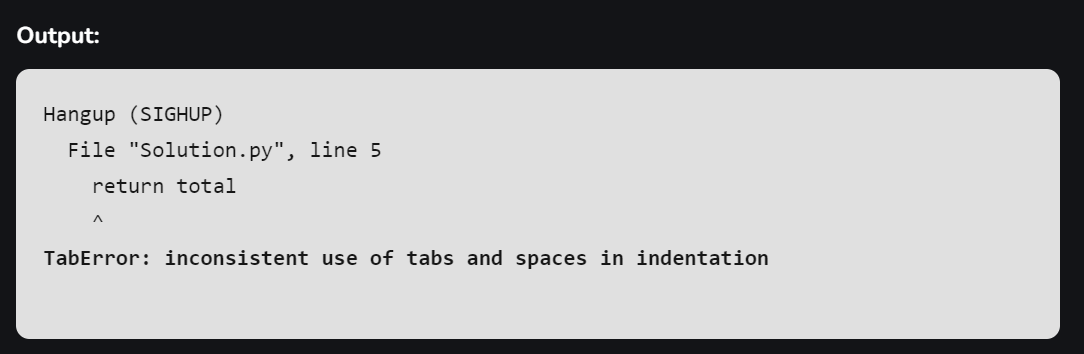 Output:
Hangup (SIGHUP)
File "Solution.py", line 5
return total
^
TabError: inconsistent use of tabs and spaces in indentation